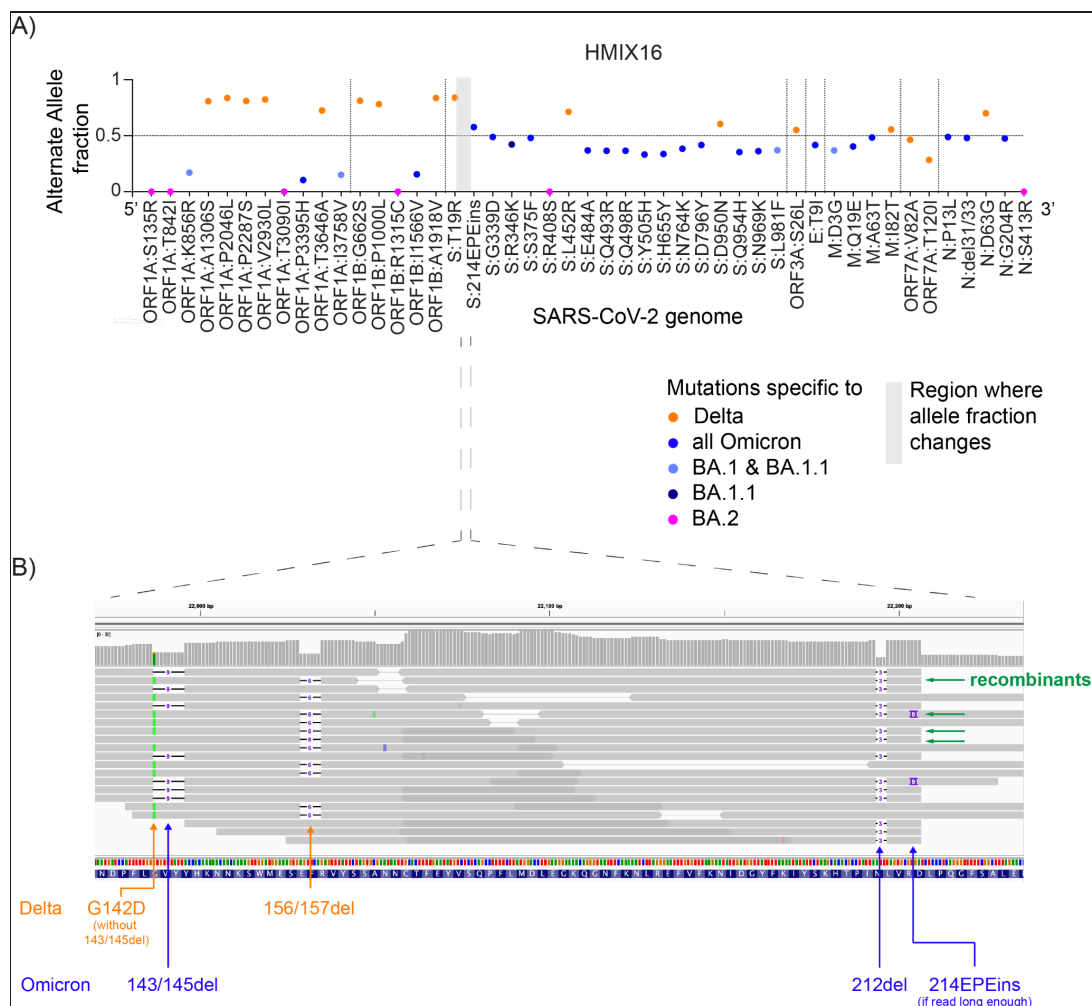 A)
HMIX16
Alternate Allele
fraction
1
0.5
0
5’
3’
ORF1A:S135R
ORF1A:T842I
ORF1A:K856R
ORF1A:A1306S
ORF1A:P2046L
ORF1A:P2287S
ORF1A:V2930L
ORF1A:T3090I
ORF1A:P3395H
ORF1A:T3646A
ORF1A:I3758V
ORF1B:G662S
ORF1B:P1000L
ORF1B:R1315C
ORF1B:I1566V
ORF1B:A1918V
S:T19R
S:214EPEins
S:G339D
S:R346K
S:S375F
S:R408S
S:L452R
S:E484A
S:Q493R
S:Q498R
S:Y505H
S:H655Y
S:N764K
S:D796Y
S:D950N
S:Q954H
S:N969K
S:L981F
ORF3A:S26L
E:T9I
M:D3G
M:Q19E
M:A63T
M:I82T
ORF7A:V82A
ORF7A:T120I
N:P13L
N:del31/33
N:D63G
N:G204R
N:S413R
SARS-CoV-2 genome
Mutations specific to
Delta
all Omicron
BA.1 & BA.1.1
BA.1.1
BA.2
Region where
allele fraction
changes
B)
22,000 bp
22,100 bp
22,200 bp
recombinants
Delta
G142D
(without
143/145del)
156/157del
Omicron
143/145del
212del
214EPEins
(if read long enough)